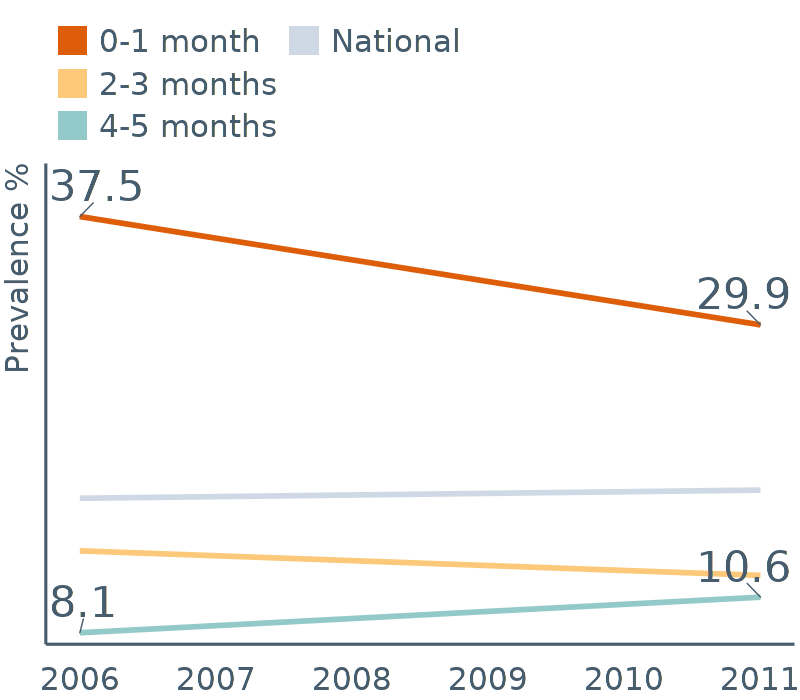 0-1 month National
2-3 months
4-5 months
Prevalence %
37.5
29.9
10.6
8.1
2006 2007 2008 2009 2010 2011